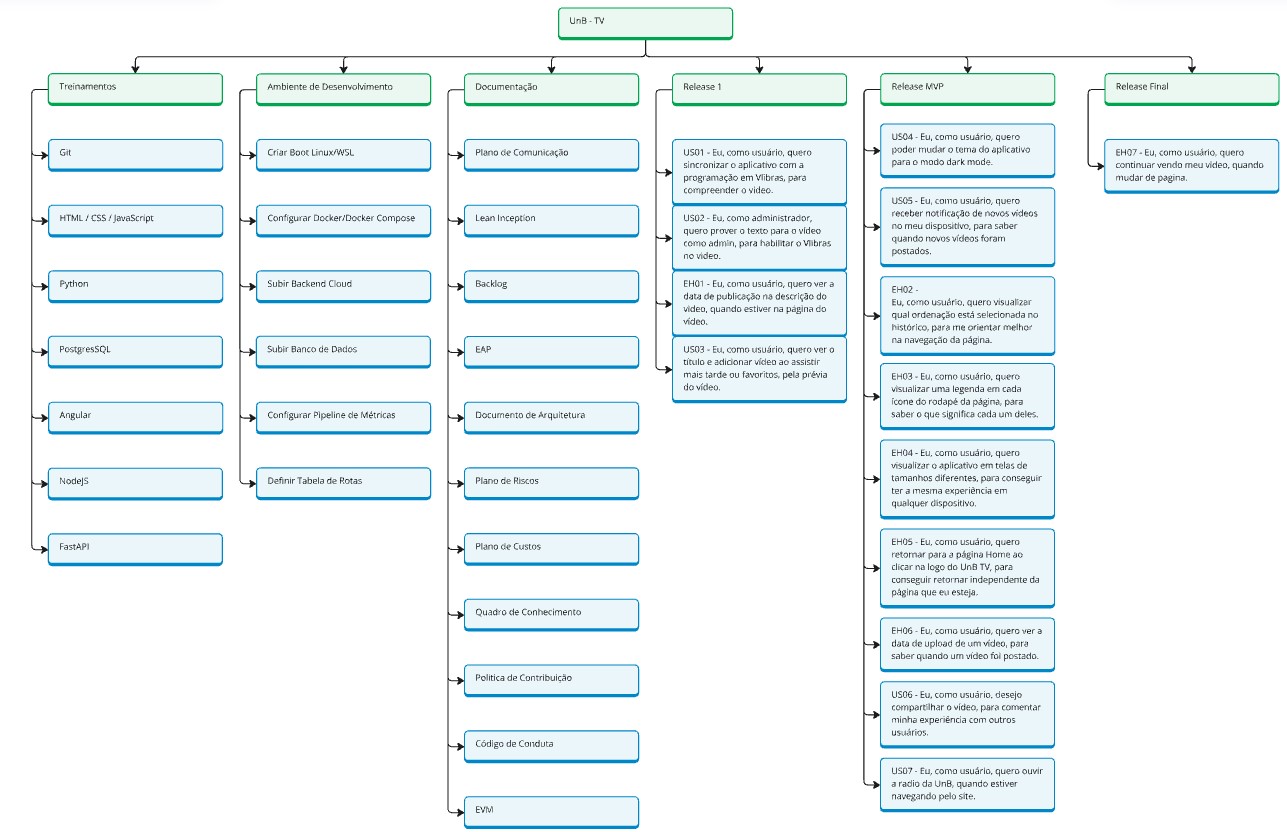 UnB - TV
Treinamentos
Git
HTML / CSS / JavaScript
Python
PostgresSQL
Angular
NodeJS
FastAPI
Ambiente de Desenvolvimento
Criar Boot Linux/WSL
Configurar Docker/Docker Compose
Subir Backend Cloud
Subir Banco de Dados
Configurar Pipeline de Métricas
Definir Tabela de Rotas
Documentação
Plano de Comunicação
Lean Inception
Backlog
EAP
Documento de Arquitetura
Plano de Riscos
Plano de Custos
Quadro de Conhecimento
Politica de Contribuição
Código de Conduta
EVM
Release 1
US01 - Eu, como usuário, quero
sincronizar o aplicativo com a
programação em Vlibras, para
compreender o video.
US02 - Eu, como administrador,
quero prover o texto para o vídeo
como admin, para habilitar o Vlibras
no video.
EH01 - Eu, como usuário, quero ver a
data de publicação na descrição do
video, quando estiver na página do
vídeo.
US03 - Eu, como usuário, quero ver o
título e adicionar vídeo ao assistir
mais tarde ou favoritos, pela prévia
do vídeo.
Release MVP
US04 - Eu, como usuário, quero
poder mudar o tema do aplicativo
para o modo dark mode.
US05 - Eu, como usuário, quero
receber notificação de novos vídeos
no meu dispositivo, para saber
quando novos vídeos foram
postados.
EH02 -
Eu, como usuário, quero visualizar
qual ordenação está selecionada no
histórico, para me orientar melhor
na navegação da página.
EH03 - Eu, como usuário, quero
visualizar uma legenda em cada
ícone do rodapé da página, para
saber o que significa cada um deles.
EH04 - Eu, como usuário, quero
visualizar o aplicativo em telas de
tamanhos diferentes, para conseguir
ter a mesma experiência em
qualquer dispositivo.
EH05 - Eu, como usuário, quero
retornar para a página Home ao
clicar na logo do UnB TV, para
conseguir retornar independente da
página que eu esteja.
EH06 - Eu, como usuário, quero ver a
data de upload de um vídeo, para
saber quando um vídeo foi postado.
US06 - Eu, como usuário, desejo
compartilhar o vídeo, para comentar
minha experiência com outros
usuários.
US07 - Eu, como usuário, quero ouvir
a radio da UnB, quando estiver
navegando pelo site.
Release Final
EH07 - Eu, como usuário, quero
continuar vendo meu vídeo, quando
mudar de pagina.